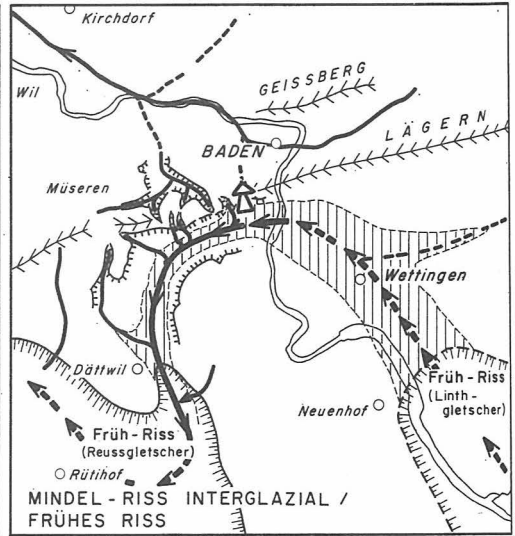 Kirchdorf
GEISSBERG
Wil
LÄGERN
BADEN
Müseren
Wettingen
Dättwil
Früh-Riss
(Linth-
gletscher)
Neuenhof
Früh-Riss
(Reussgletscher)
Rütihof
MINDEL-RISS INTERGLAZIAL /
FRÜHES RISS